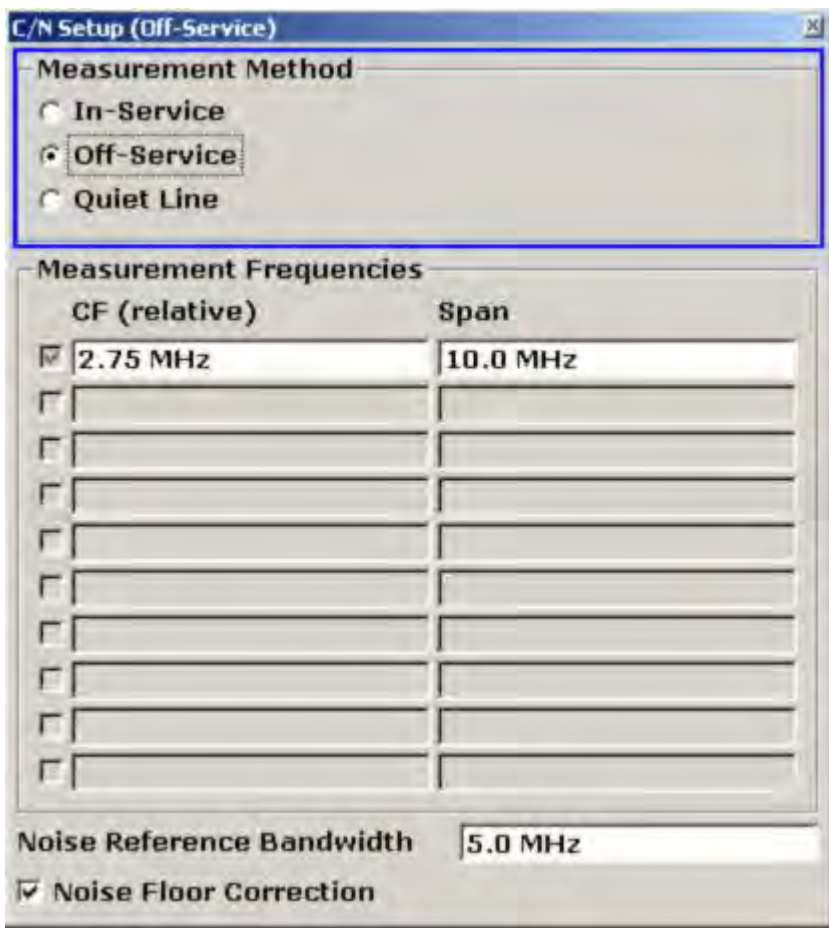 C/N Setup (Off-Service)
Measurement Method
In-Service
Off-Service
Quiet Line
Measurement Frequencies
CF (relative) Span
2.75 MHz 10.0 MHz
Noise Reference Bandwidth 5.0 MHz
Noise Floor Correction